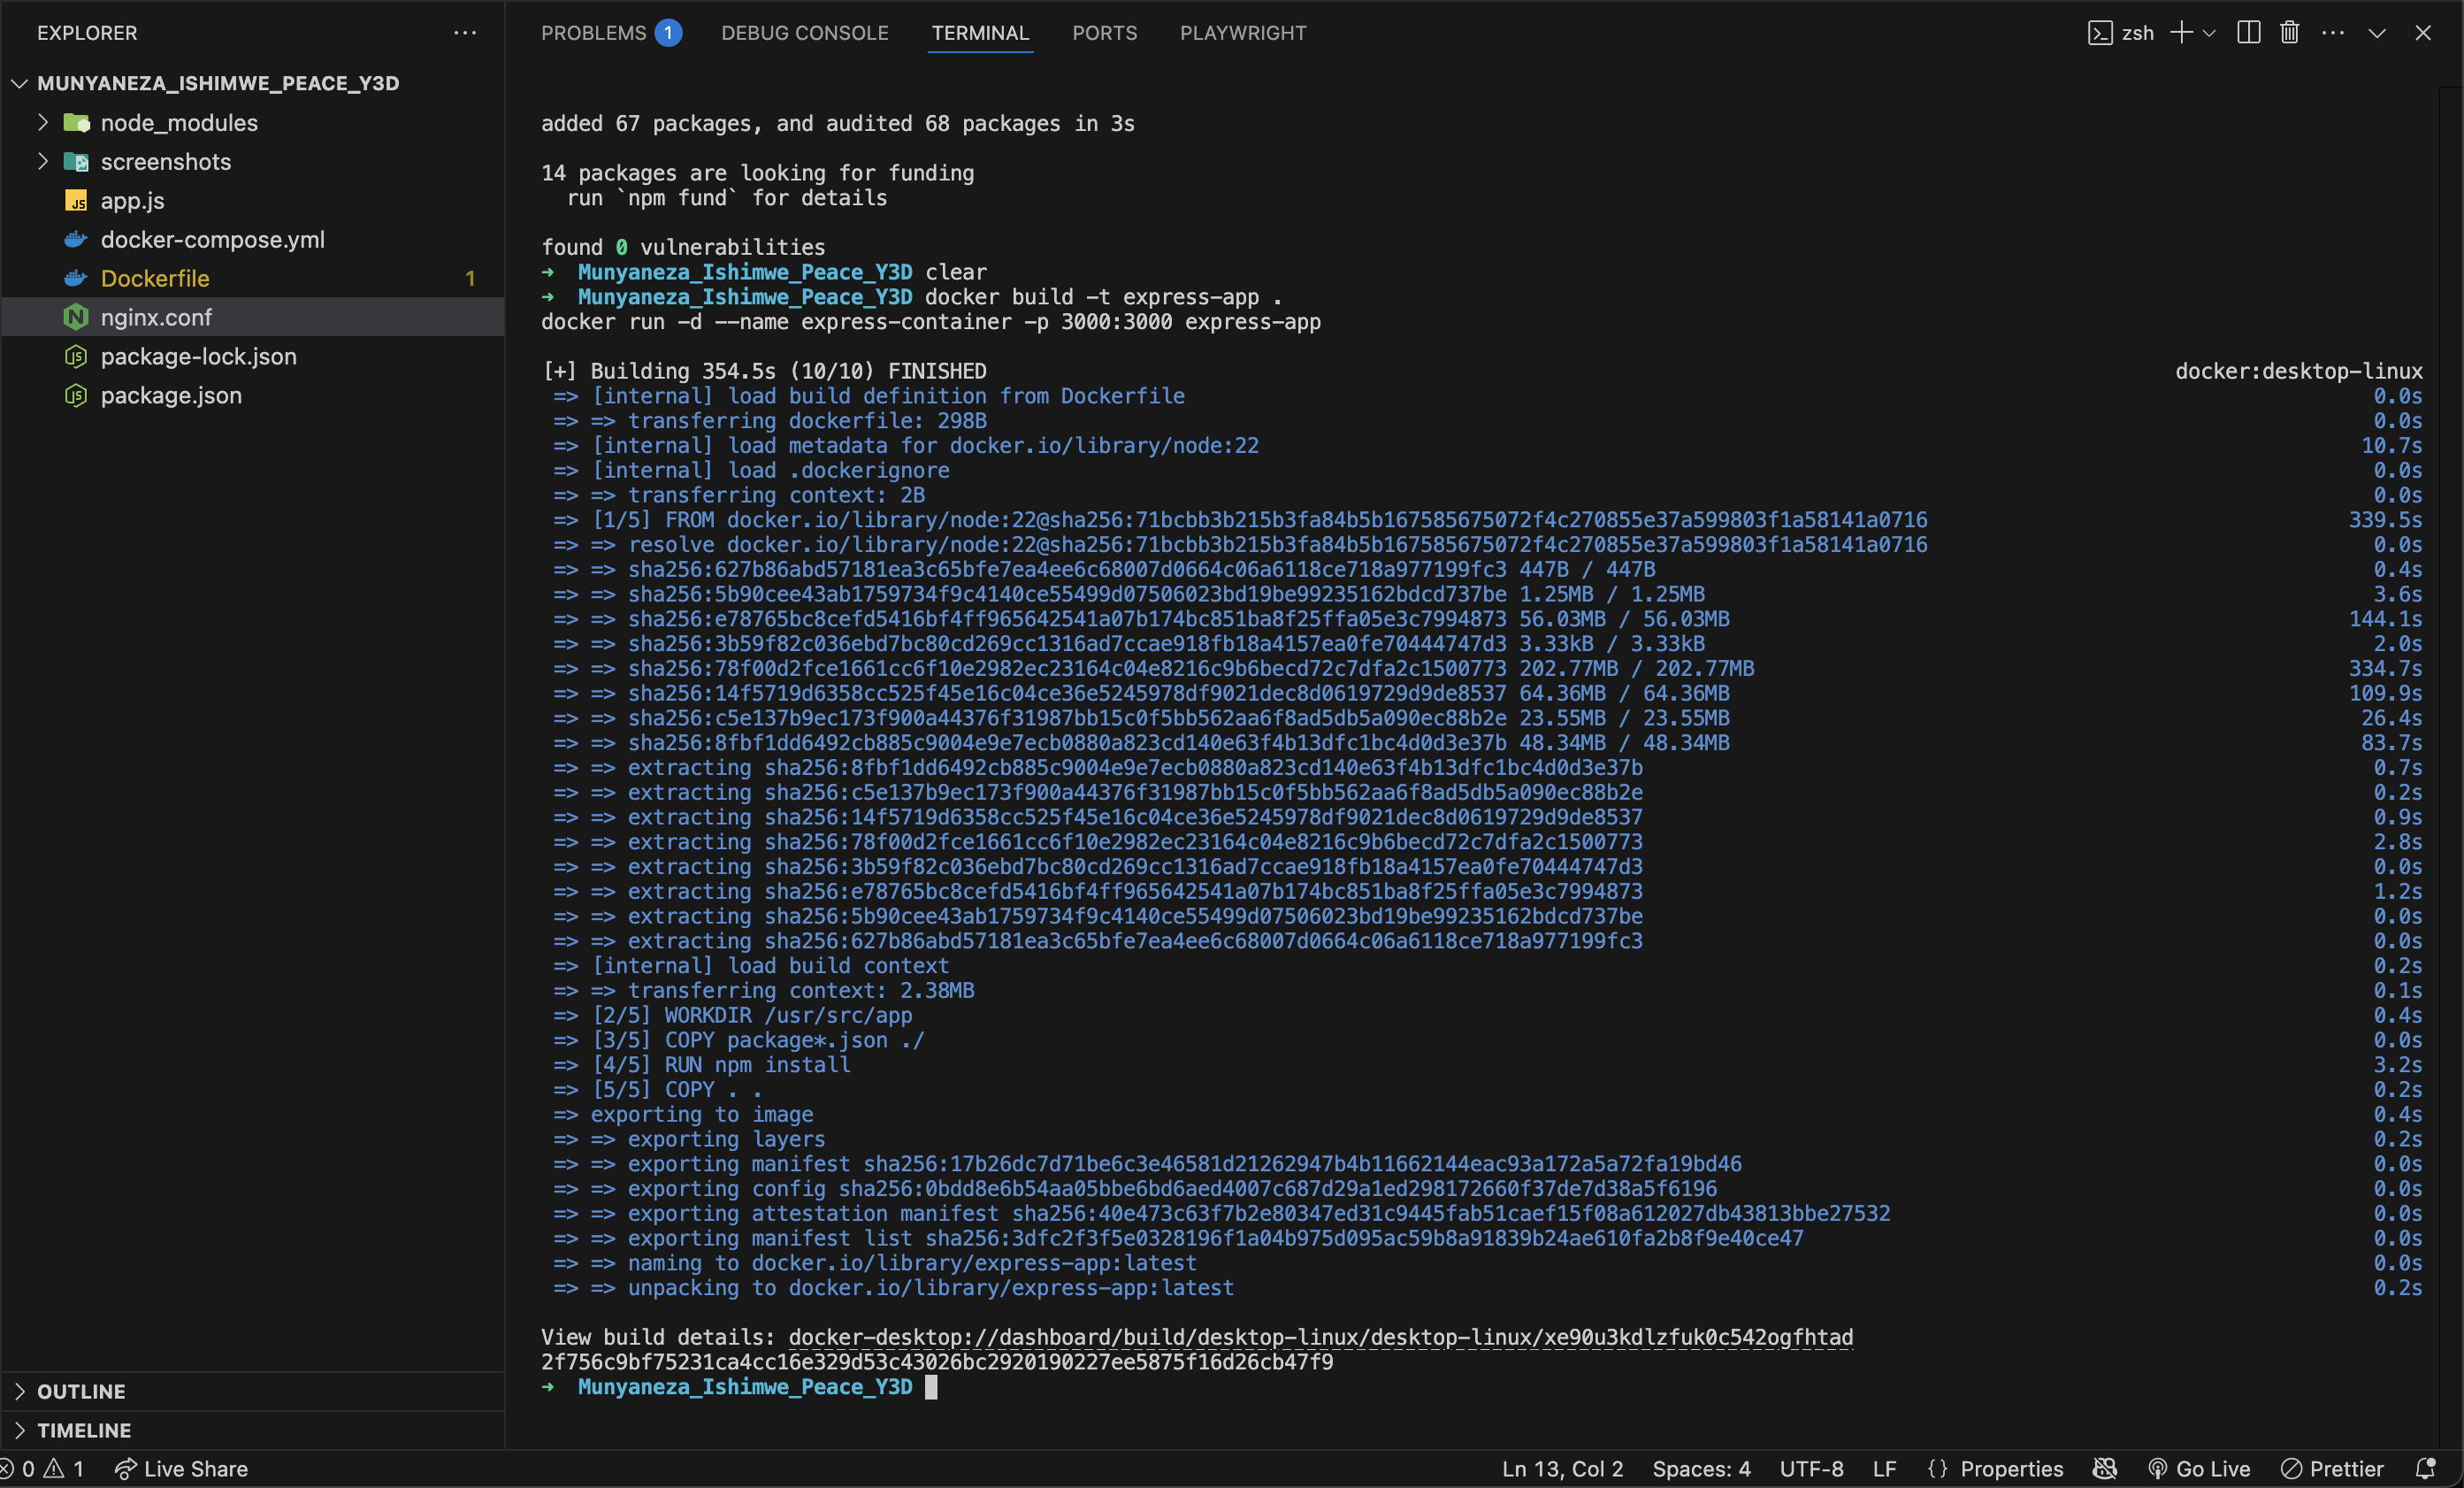 EXPLORER
MUNYANEZA_ISHIMWE_PEACE_Y3D
node_modules
screenshots
app.js
docker-compose.yml
Dockerfile 1
nginx.conf
package-lock.json
package.json
OUTLINE
TIMELINE
PROBLEMS 1 DEBUG CONSOLE TERMINAL PORTS PLAYWRIGHT zsh
added 67 packages, and audited 68 packages in 3s
14 packages are looking for funding
run `npm fund` for details
found 0 vulnerabilities
➜ Munyaneza_Ishimwe_Peace_Y3D clear
➜ Munyaneza_Ishimwe_Peace_Y3D docker build -t express-app .
docker run -d --name express-container -p 3000:3000 express-app
[+] Building 354.5s (10/10) FINISHED docker:desktop-linux
=> [internal] load build definition from Dockerfile 0.0s
=> => transferring dockerfile: 298B 0.0s
=> [internal] load metadata for docker.io/library/node:22 10.7s
=> [internal] load .dockerignore 0.0s
=> => transferring context: 2B 0.0s
=> [1/5] FROM docker.io/library/node:22@sha256:71bcbb3b215b3fa84b5b167585675072f4c270855e37a599803f1a58141a0716 339.5s
=> => resolve docker.io/library/node:22@sha256:71bcbb3b215b3fa84b5b167585675072f4c270855e37a599803f1a58141a0716 0.0s
=> => sha256:627b86abd57181ea3c65bfe7ea4ee6c68007d0664c06a6118ce718a977199fc3 447B / 447B 0.4s
=> => sha256:5b90cee43ab1759734f9c4140ce55499d07506023bd19be99235162bdcd737be 1.25MB / 1.25MB 3.6s
=> => sha256:e78765bc8cefd5416bf4ff965642541a07b174bc851ba8f25ffa05e3c7994873 56.03MB / 56.03MB 144.1s
=> => sha256:3b59f82c036ebd7bc80cd269cc1316ad7ccae918fb18a4157ea0fe70444747d3 3.33kB / 3.33kB 2.0s
=> => sha256:78f00d2fce1661cc6f10e2982ec23164c04e8216c9b6becd72c7dfa2c1500773 202.77MB / 202.77MB 334.7s
=> => sha256:14f5719d6358cc525f45e16c04ce36e5245978df9021dec8d0619729d9de8537 64.36MB / 64.36MB 109.9s
=> => sha256:c5e137b9ec173f900a44376f31987bb15c0f5bb562aa6f8ad5db5a090ec88b2e 23.55MB / 23.55MB 26.4s
=> => sha256:8fbf1dd6492cb885c9004e9e7ecb0880a823cd140e63f4b13dfc1bc4d0d3e37b 48.34MB / 48.34MB 83.7s
=> => extracting sha256:8fbf1dd6492cb885c9004e9e7ecb0880a823cd140e63f4b13dfc1bc4d0d3e37b 0.7s
=> => extracting sha256:c5e137b9ec173f900a44376f31987bb15c0f5bb562aa6f8ad5db5a090ec88b2e 0.2s
=> => extracting sha256:14f5719d6358cc525f45e16c04ce36e5245978df9021dec8d0619729d9de8537 0.9s
=> => extracting sha256:78f00d2fce1661cc6f10e2982ec23164c04e8216c9b6becd72c7dfa2c1500773 2.8s
=> => extracting sha256:3b59f82c036ebd7bc80cd269cc1316ad7ccae918fb18a4157ea0fe70444747d3 0.0s
=> => extracting sha256:e78765bc8cefd5416bf4ff965642541a07b174bc851ba8f25ffa05e3c7994873 1.2s
=> => extracting sha256:5b90cee43ab1759734f9c4140ce55499d07506023bd19be99235162bdcd737be 0.0s
=> => extracting sha256:627b86abd57181ea3c65bfe7ea4ee6c68007d0664c06a6118ce718a977199fc3 0.0s
=> [internal] load build context 0.2s
=> => transferring context: 2.38MB 0.1s
=> [2/5] WORKDIR /usr/src/app 0.4s
=> [3/5] COPY package*.json ./ 0.0s
=> [4/5] RUN npm install 3.2s
=> [5/5] COPY . . 0.2s
=> exporting to image 0.4s
=> => exporting layers 0.2s
=> => exporting manifest sha256:17b26dc7d71be6c3e46581d21262947b4b11662144eac93a172a5a72fa19bd46 0.0s
=> => exporting config sha256:0bdd8e6b54aa05bbe6bd6aed4007c687d29a1ed298172660f37de7d38a5f6196 0.0s
=> => exporting attestation manifest sha256:40e473c63f7b2e80347ed31c9445fab51caef15f08a612027db43813bbe27532 0.0s
=> => exporting manifest list sha256:3dfc2f3f5e0328196f1a04b975d095ac59b8a91839b24ae610fa2b8f9e40ce47 0.0s
=> => naming to docker.io/library/express-app:latest 0.0s
=> => unpacking to docker.io/library/express-app:latest 0.2s
View build details: docker-desktop://dashboard/build/desktop-linux/desktop-linux/xe90u3kdlzfuk0c542ogfhtad
2f756c9bf75231ca4cc16e329d53c43026bc2920190227ee5875f16d26cb47f9
➜ Munyaneza_Ishimwe_Peace_Y3D
0 1 Live Share Ln 13, Col 2 Spaces: 4 UTF-8 LF {} Properties Go Live Prettier